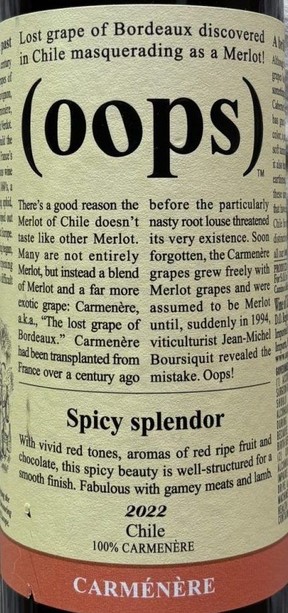 Lost grape of Bordeaux discovered
in Chile masquerading as a Merlot!
(oops)
TM
There's a good reason the
Merlot of Chile doesn't
taste like other Merlot.
Many are not entirely
Merlot, but instead a blend
of Merlot and a far more
exotic grape: Carmenère,
a.k.a., "The lost grape of
Bordeaux." Carmenère
had been transplanted from
France over a century ago
before the particularly
nasty root louse threatened
its very existence. Soon
forgotten, the Carmenère
grapes grew freely with
Merlot grapes and were
assumed to be Merlot
until, suddenly in 1994,
viticulturist Jean-Michel
Boursiquit revealed the
mistake. Oops!
Spicy splendor
With vivid red tones, aromas of red ripe fruit and
chocolate, this spicy beauty is well-structured for a
smooth finish. Fabulous with gamey meats and lamb.
2022
Chile
100% CARMENÈRE
CARMÉNÈRE